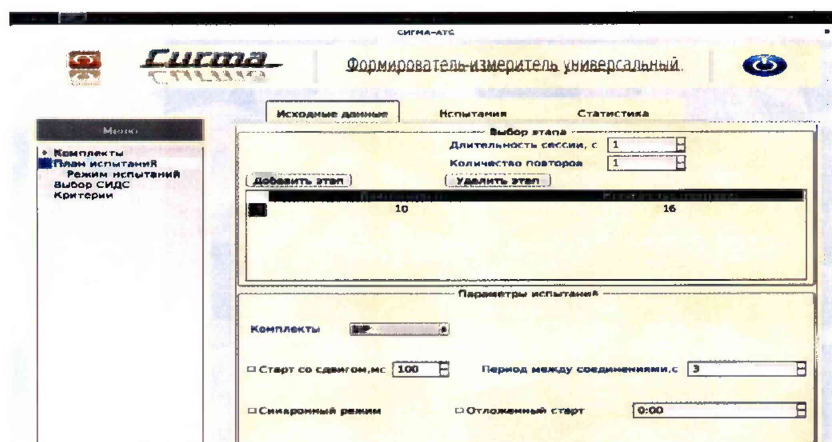 СИГМА-АТС
Сигма
Формирователь-измеритель универсальный
Исходные данные Испытания Статистика
Меню
Комплекты
План испытаний
Режим испытаний
Выбор СИДС
Критерии
Выбор этапа
Длительность сессии, с 1
Количество повторов 1
Добавить этап Удалить этап
10 16
Параметры испытаний
Комплекты
Старт со сдвигом,мс 100 Период между соединениями,с 3
Синхронный режим Отложенный старт 0:00